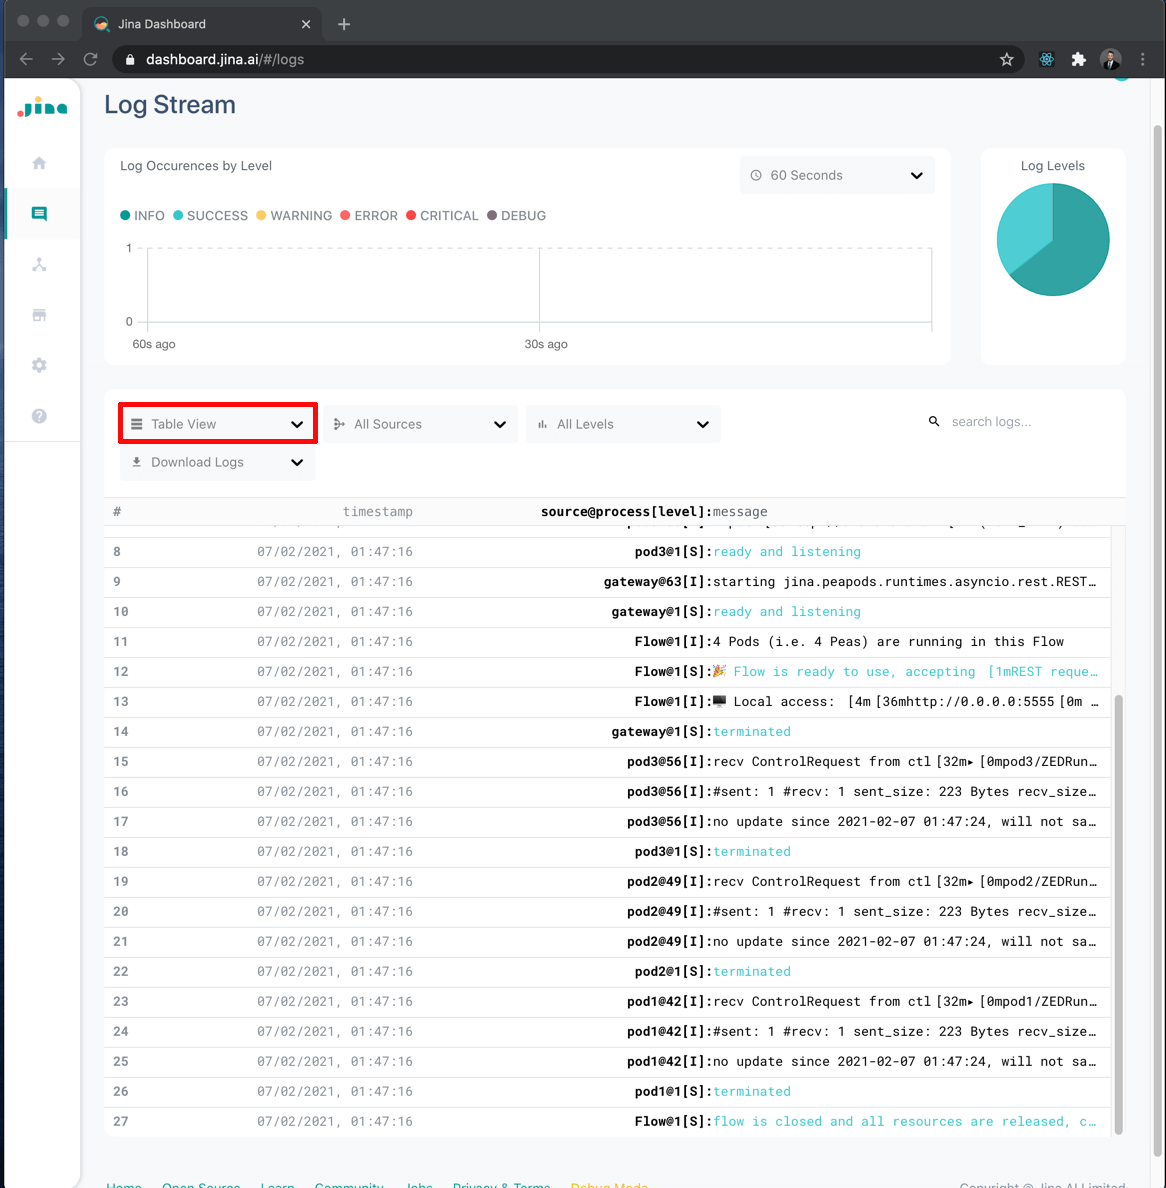 Jina Dashboard
dashboard.jina.ai/#/logs
Jina
Log Stream
Log Occurences by Level
60 Seconds
Log Levels
INFO SUCCESS WARNING ERROR CRITICAL DEBUG
1
0
60s ago 30s ago
Table View All Sources All Levels search logs...
Download Logs
# timestamp source@process[level]:message
8 07/02/2021, 01:47:16 pod3@1[S]:ready and listening
9 07/02/2021, 01:47:16 gateway@63[I]:starting jina.peapods.runtimes.asyncio.rest.REST…
10 07/02/2021, 01:47:16 gateway@1[S]:ready and listening
11 07/02/2021, 01:47:16 Flow@1[I]:4 Pods (i.e. 4 Peas) are running in this Flow
12 07/02/2021, 01:47:16 Flow@1[S]:🎉 Flow is ready to use, accepting [1mREST reque…
13 07/02/2021, 01:47:16 Flow@1[I]:🖥️ Local access: [4m[36mhttp://0.0.0.0:5555[0m …
14 07/02/2021, 01:47:16 gateway@1[S]:terminated
15 07/02/2021, 01:47:16 pod3@56[I]:recv ControlRequest from ctl[32m▸[0mpod3/ZEDRun…
16 07/02/2021, 01:47:16 pod3@56[I]:#sent: 1 #recv: 1 sent_size: 223 Bytes recv_size…
17 07/02/2021, 01:47:16 pod3@56[I]:no update since 2021-02-07 01:47:24, will not sa…
18 07/02/2021, 01:47:16 pod3@1[S]:terminated
19 07/02/2021, 01:47:16 pod2@49[I]:recv ControlRequest from ctl[32m▸[0mpod2/ZEDRun…
20 07/02/2021, 01:47:16 pod2@49[I]:#sent: 1 #recv: 1 sent_size: 223 Bytes recv_size…
21 07/02/2021, 01:47:16 pod2@49[I]:no update since 2021-02-07 01:47:24, will not sa…
22 07/02/2021, 01:47:16 pod2@1[S]:terminated
23 07/02/2021, 01:47:16 pod1@42[I]:recv ControlRequest from ctl[32m▸[0mpod1/ZEDRun…
24 07/02/2021, 01:47:16 pod1@42[I]:#sent: 1 #recv: 1 sent_size: 223 Bytes recv_size…
25 07/02/2021, 01:47:16 pod1@42[I]:no update since 2021-02-07 01:47:24, will not sa…
26 07/02/2021, 01:47:16 pod1@1[S]:terminated
27 07/02/2021, 01:47:16 Flow@1[S]:flow is closed and all resources are released, c…
Home Open Source Learn Community Jobs Privacy & Terms Debug Mode Copyright © Jina AI Limited